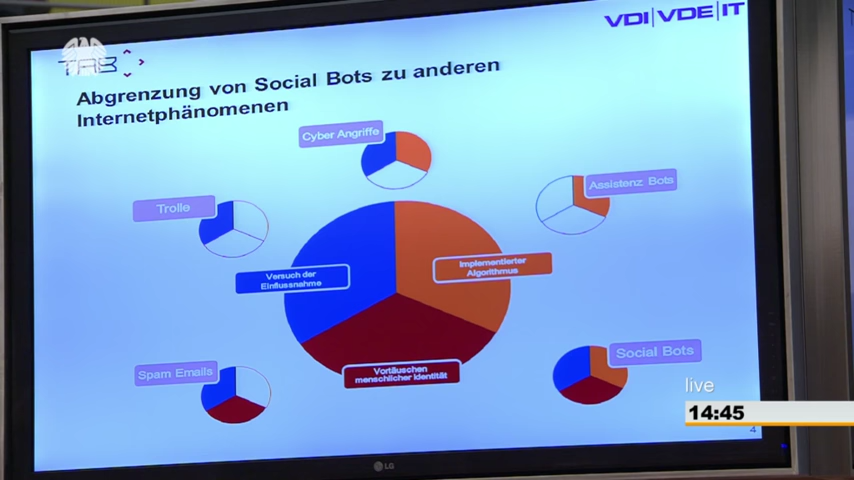 VDI|VDE|IT
TAB
Abgrenzung von Social Bots zu anderen
Internetphänomenen
Cyber Angriffe
Assistenz Bots
Trolle
Implementierter
Algorithmus
Versuch der
Einflussnahme
Social Bots
Vortäuschen
menschlicher Identität
Spam Emails
live
14:45
4
LG